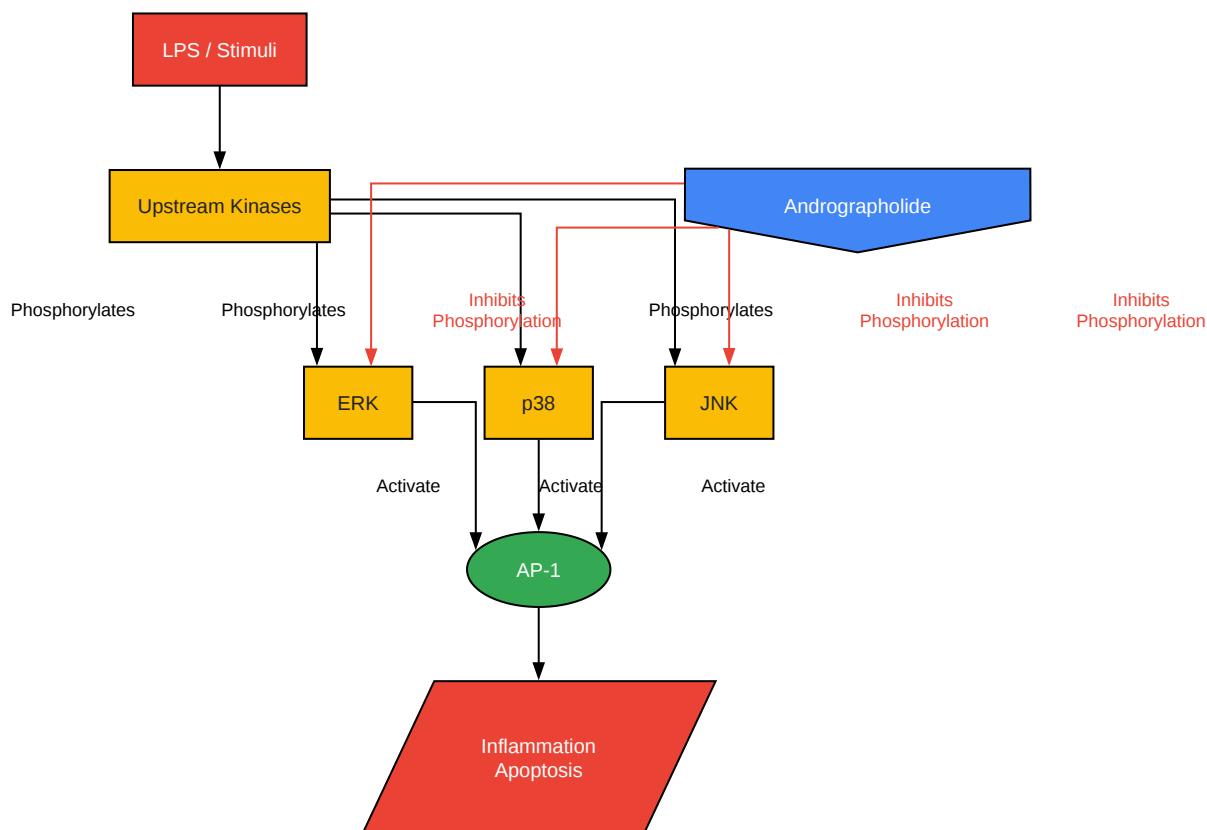 LPS / Stimuli
Upstream Kinases
Andrographolide
Phosphorylates
Phosphorylates
Inhibits
Phosphorylation
Phosphorylates
Inhibits
Phosphorylation
Inhibits
Phosphorylation
ERK
p38
JNK
Activate
Activate
Activate
AP-1
Inflammation
Apoptosis